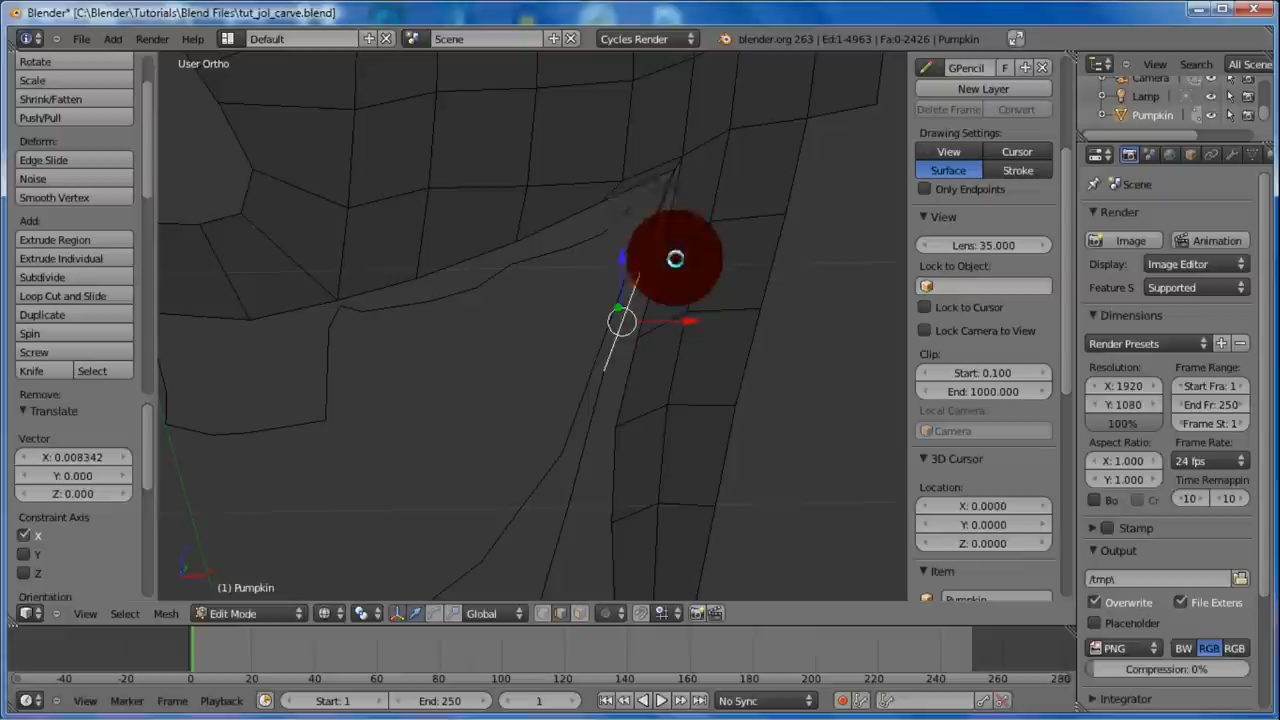 Blender* [C:\Blender\Tutorials\Blend Files\tut_jol_carve.blend]
File Add Render Help Default Scene Cycles Render blender.org 263 | Ed:1-4963 | Fa:0-2426 | Pumpkin
Rotate
Scale
Shrink/Fatten
Push/Pull
Deform:
Edge Slide
Noise
Smooth Vertex
Add:
Extrude Region
Extrude Individual
Subdivide
Loop Cut and Slide
Duplicate
Spin
Screw
Knife Select
Remove:
Translate
Vector
X: 0.008342
Y: 0.000
Z: 0.000
Constraint Axis
X
Y
Z
Orientation
User Ortho
(1) Pumpkin
GPencil F
New Layer
Delete Frame Convert
Drawing Settings:
View Cursor
Surface Stroke
Only Endpoints
View
Lens: 35.000
Lock to Object:
Lock to Cursor
Lock Camera to View
Clip:
Start: 0.100
End: 1000.000
Local Camera:
Camera
3D Cursor
Location:
X: 0.0000
Y: 0.0000
Z: 0.0000
Item
Pumpkin
View Search All Scene
Camera
Lamp
Pumpkin
Scene
Render
Image Animation
Display: Image Editor
Feature S Supported
Dimensions
Render Presets
Resolution: Frame Range:
X: 1920 Start Fra: 1
Y: 1080 End Fr: 250
100% Frame St: 1
Aspect Ratio: Frame Rate:
X: 1.000 24 fps
Y: 1.000 Time Remappin
Bo Cr 10 10
Stamp
Output
/tmp\
Overwrite File Extens
Placeholder
PNG BW RGB RGB
Compression: 0%
Integrator
View Select Mesh Edit Mode Global
-40 -20 0 20 40 60 80 100 120 140 160 180 200 220 240 260 280
View Marker Frame Playback Start: 1 End: 250 1 No Sync